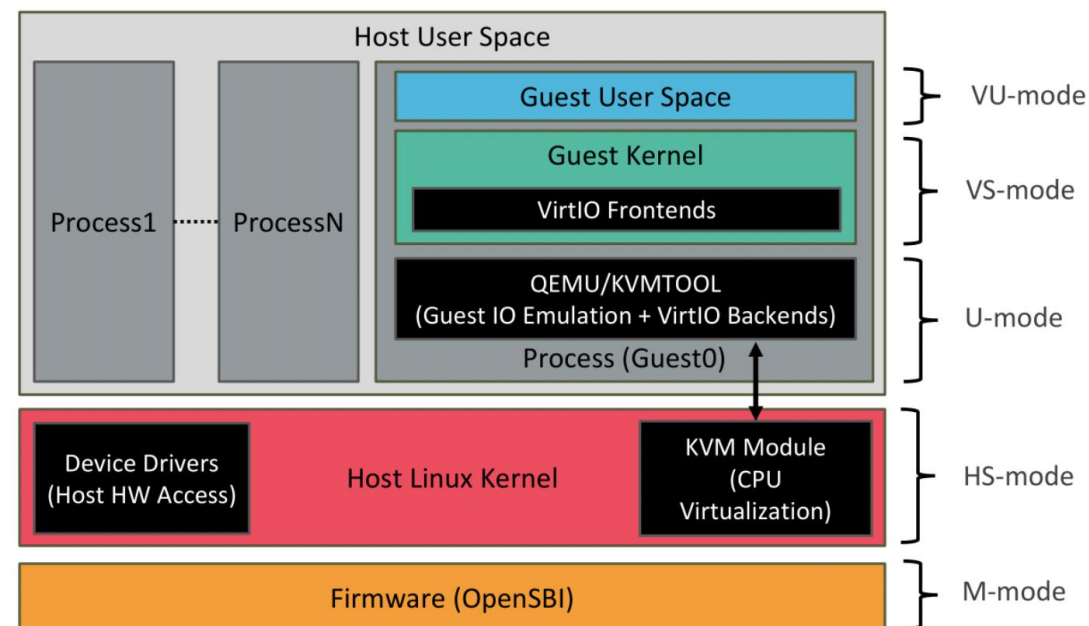 Host User Space
Guest User Space
VU-mode
Guest Kernel
VirtIO Frontends
VS-mode
Process1
ProcessN
QEMU/KVMTOOL
(Guest IO Emulation + VirtIO Backends)
Process (Guest0)
U-mode
Device Drivers
(Host HW Access)
Host Linux Kernel
KVM Module
(CPU
Virtualization)
HS-mode
Firmware (OpenSBI)
M-mode